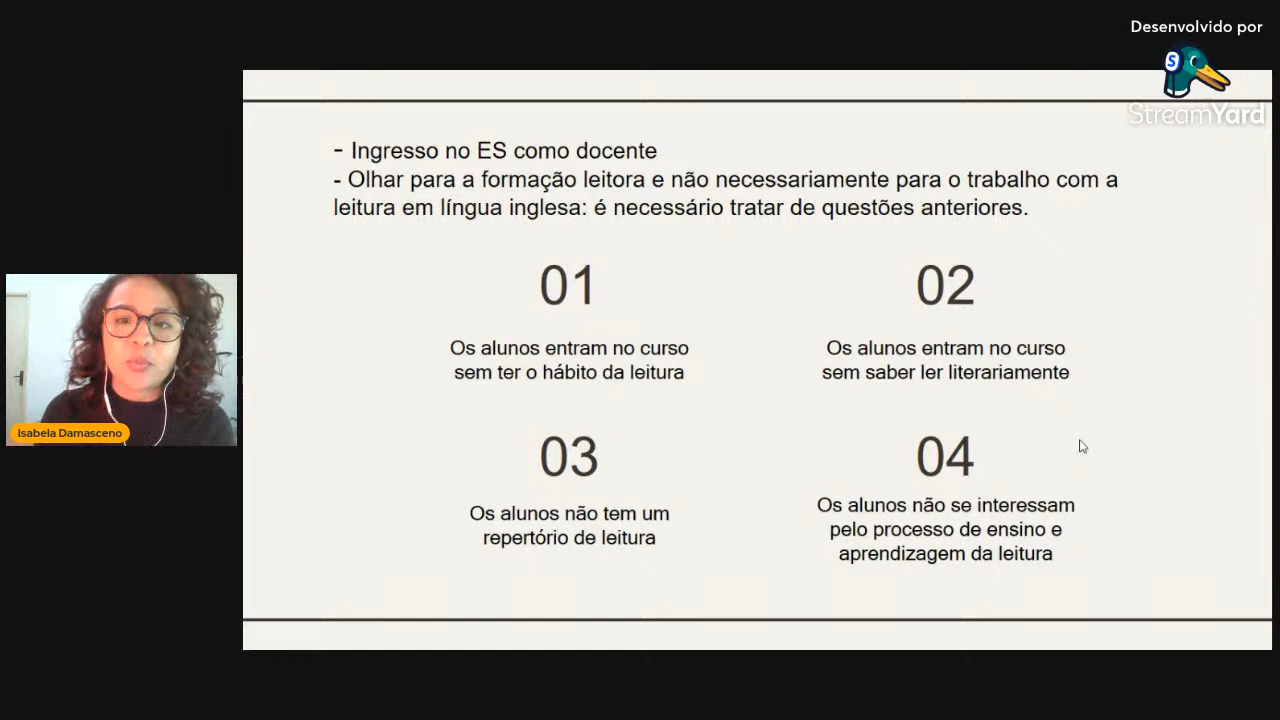 Desenvolvido por
S
StreamYard
- Ingresso no ES como docente
- Olhar para a formação leitora e não necessariamente para o trabalho com a
leitura em língua inglesa: é necessário tratar de questões anteriores.
01
Os alunos entram no curso
sem ter o hábito da leitura
02
Os alunos entram no curso
sem saber ler literariamente
03
Os alunos não tem um
repertório de leitura
04
Os alunos não se interessam
pelo processo de ensino e
aprendizagem da leitura
Isabela Damasceno